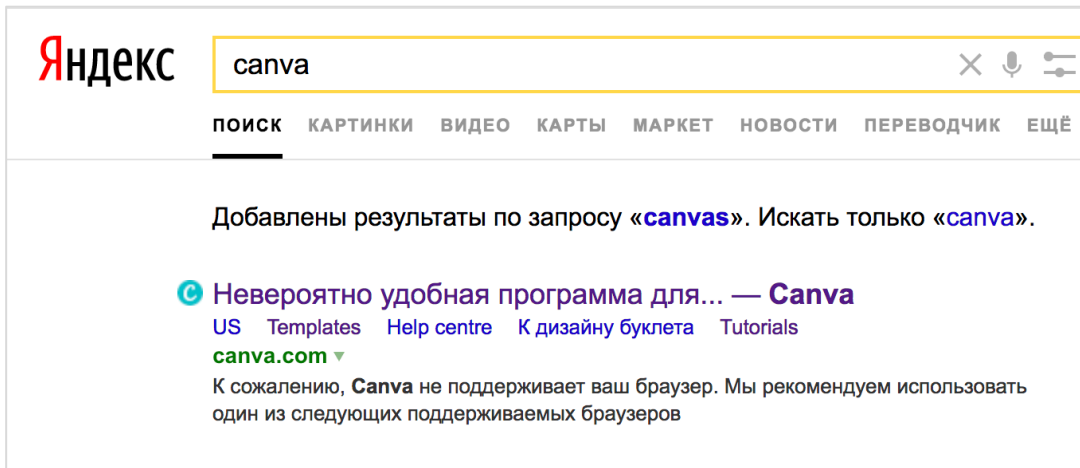 Яндекс
canva
ПОИСК КАРТИНКИ ВИДЕО КАРТЫ МАРКЕТ НОВОСТИ ПЕРЕВОДЧИК ЕЩЁ
Добавлены результаты по запросу «canvas». Искать только «canva».
Невероятно удобная программа для... — Canva
US Templates Help centre К дизайну буклета Tutorials
canva.com
К сожалению, Canva не поддерживает ваш браузер. Мы рекомендуем использовать
один из следующих поддерживаемых браузеров